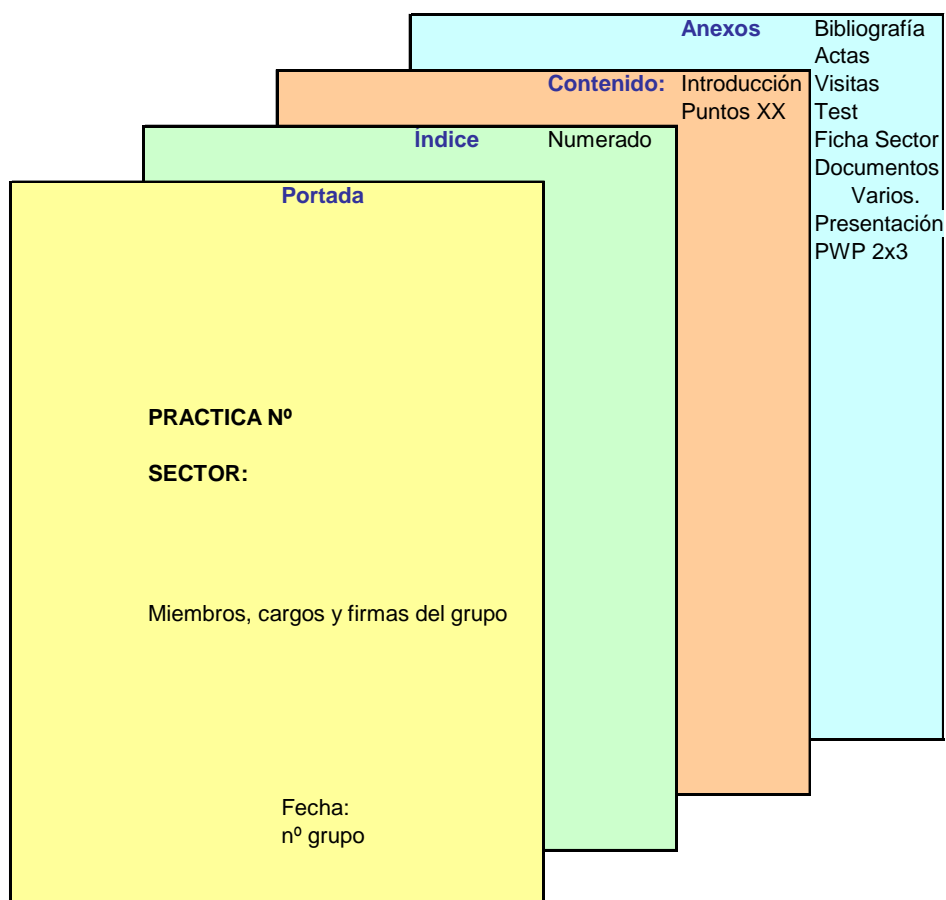 Anexos Bibliografía
Actas
Contenido: Introducción Visitas
Puntos XX Test
Índice Numerado Ficha Sector
Documentos
Portada Varios.
Presentación
PWP 2x3
PRACTICA Nº
SECTOR:
Miembros, cargos y firmas del grupo
Fecha:
nº grupo